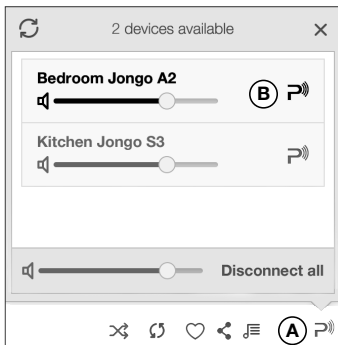 2 devices available
Bedroom Jongo A2
B
Kitchen Jongo S3
Disconnect all
A